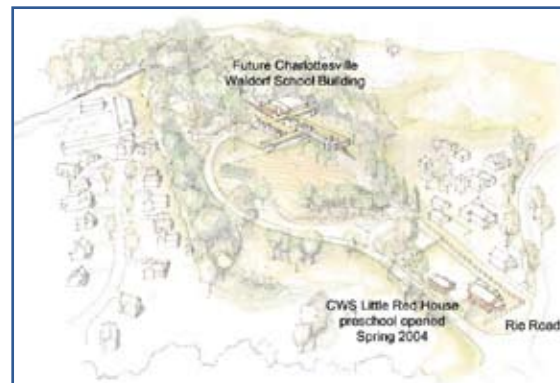 Future Charlottesville
Waldorf School Building
CWS Little Red House
preschool opened
Spring 2004
Rio Road